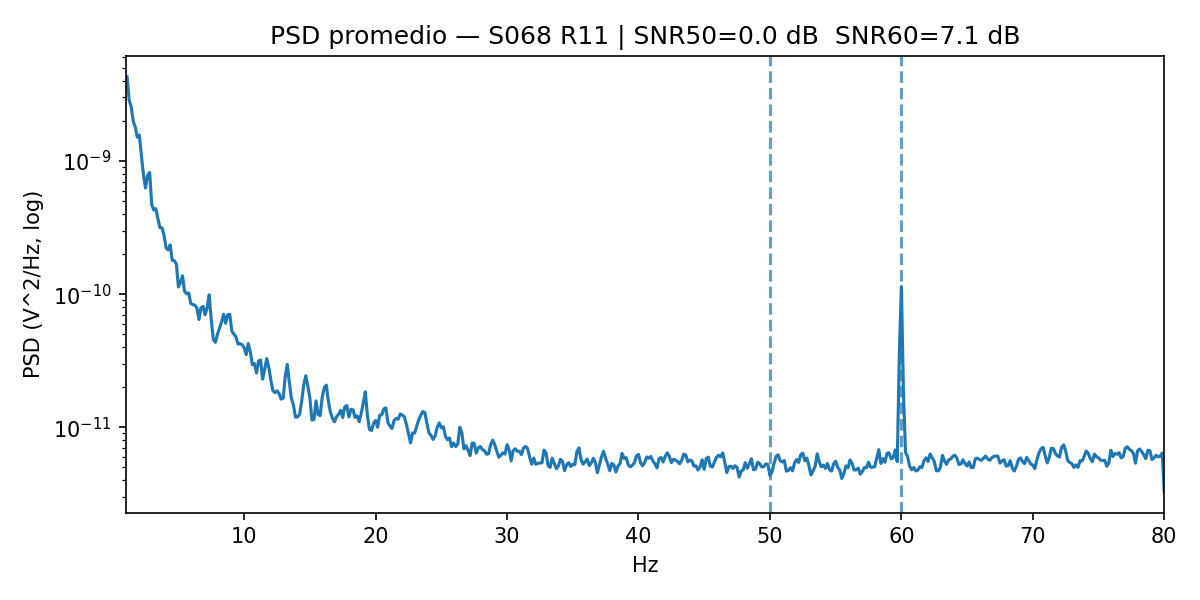 PSD promedio — S068 R11 | SNR50=0.0 dB  SNR60=7.1 dB
PSD (V^2/Hz, log)
10⁻⁹
10⁻¹⁰
10⁻¹¹
10 20 30 40 50 60 70 80
Hz